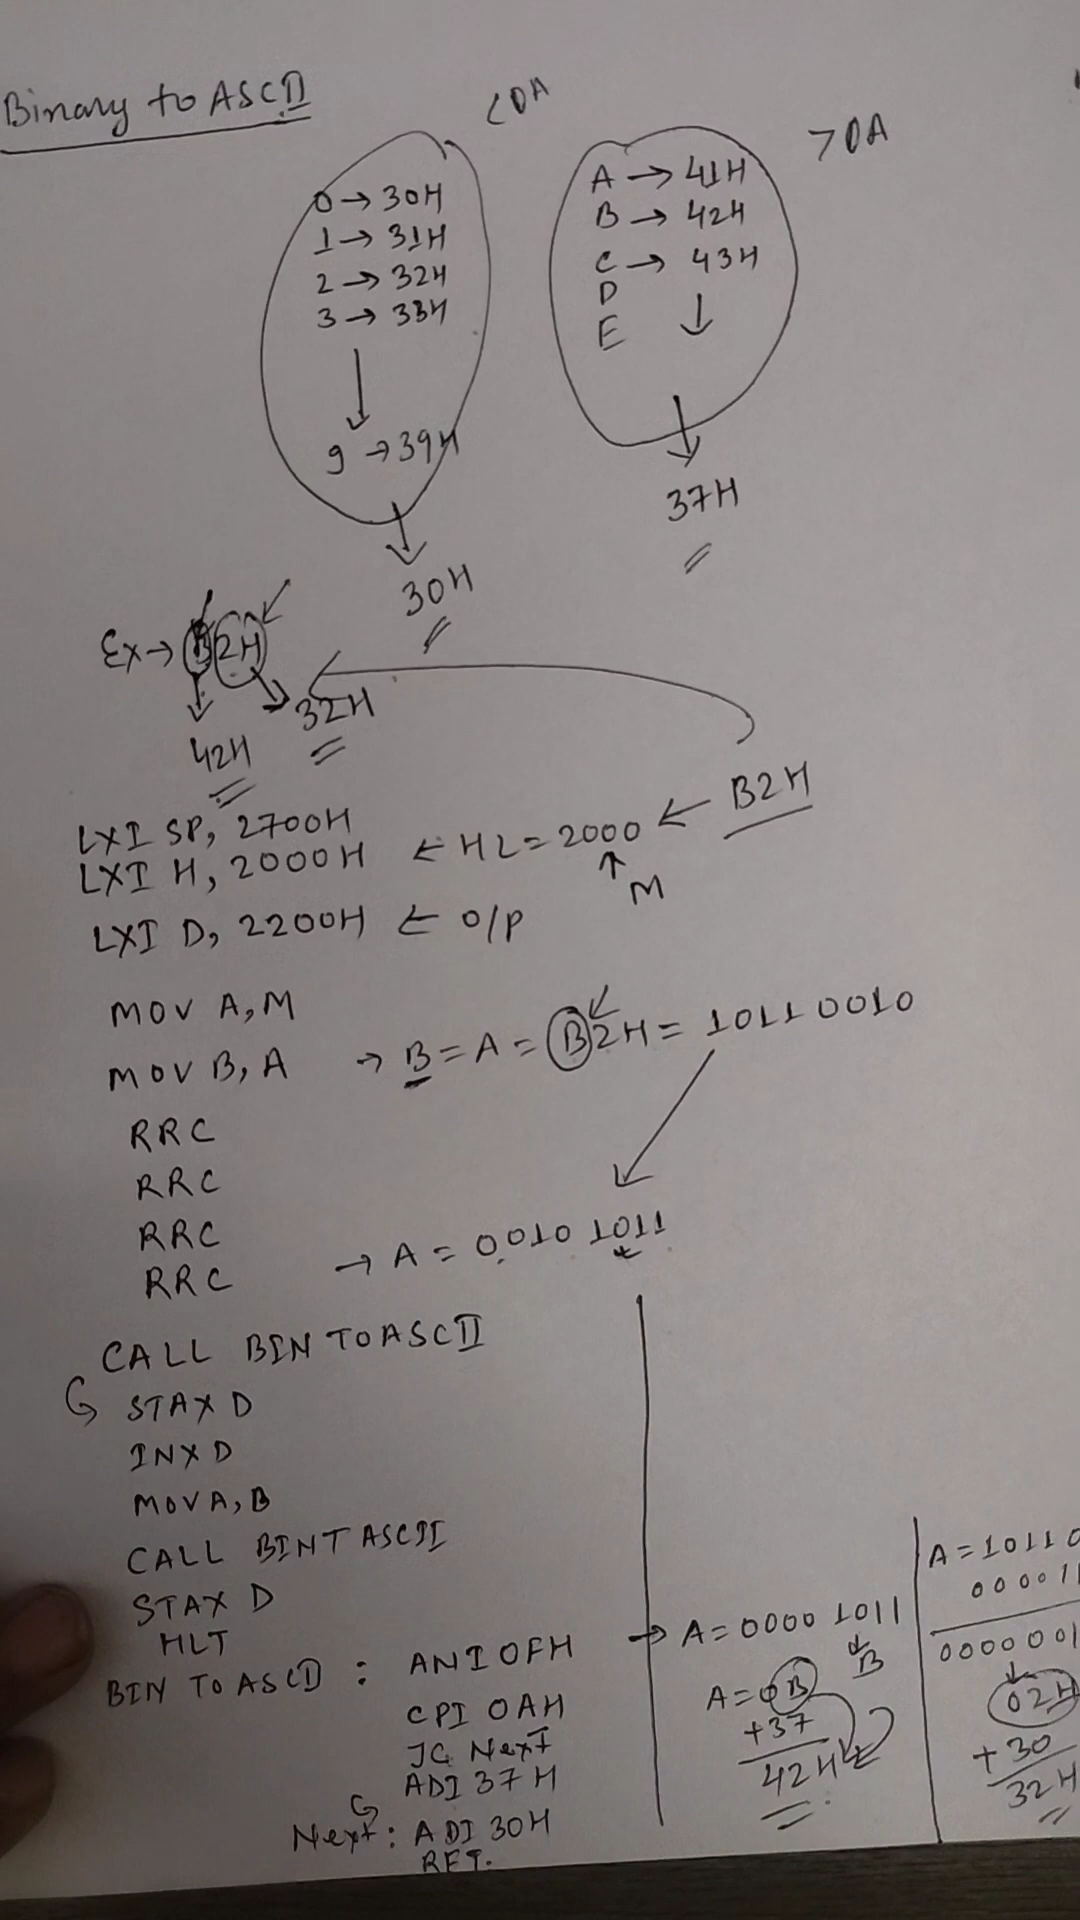 Binary to ASCII
<0A
>0A
0 → 30H
1 → 31H
2 → 32H
3 → 33H
9 → 39H
30H
A → 41H
B → 42H
C → 43H
D
E
37H
Ex → B2H
42H
32H
B2H
LXI SP, 2700H
LXI H, 2000H ← HL = 2000 ←
M
LXI D, 2200H ← O/P
MOV A, M
MOV B, A → B = A = B2H = 1011 0010
RRC
RRC
RRC
RRC → A = 0010 1011
CALL BIN TO ASCII
STAX D
INX D
MOV A, B
CALL BINT ASCII
STAX D
HLT
BIN TO ASCII : ANI 0FH → A = 0000 1011
CPI 0AH
JC Next
ADI 37H
Next : ADI 30H
RET.
B
A = 0B
+37
42H
A = 1011 0
0000 11
0000 001
02H
+30
32H